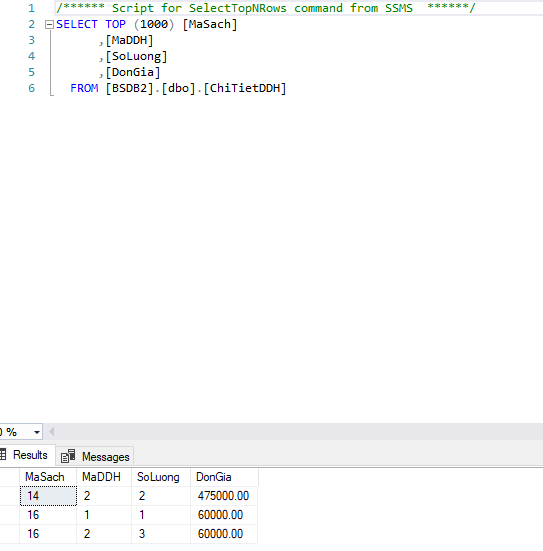 1 /****** Script for SelectTopNRows command from SSMS  ******/
2 SELECT TOP (1000) [MaSach]
3 ,[MaDDH]
4 ,[SoLuong]
5 ,[DonGia]
6 FROM [BSDB2].[dbo].[ChiTietDDH]
0 %
Results Messages
MaSach MaDDH SoLuong DonGia
14 2 2 475000.00
16 1 1 60000.00
16 2 3 60000.00